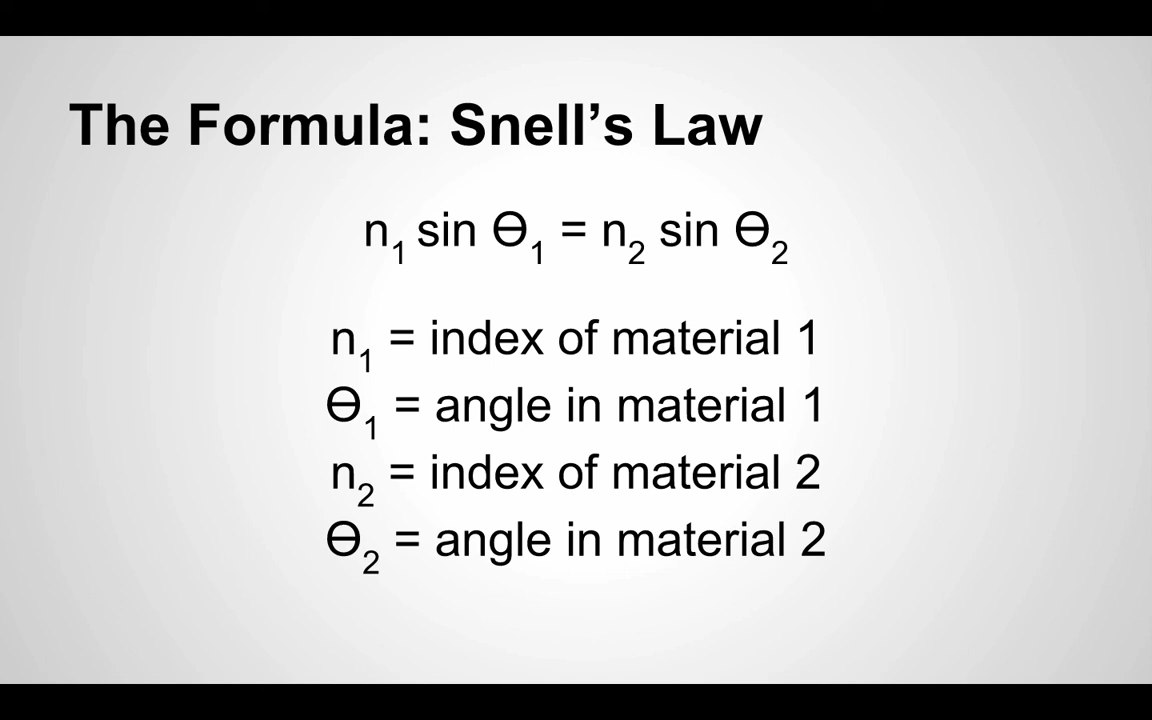 The Formula: Snell’s Law
n₁ sin ϴ₁ = n₂ sin ϴ₂
n₁ = index of material 1
ϴ₁ = angle in material 1
n₂ = index of material 2
ϴ₂ = angle in material 2